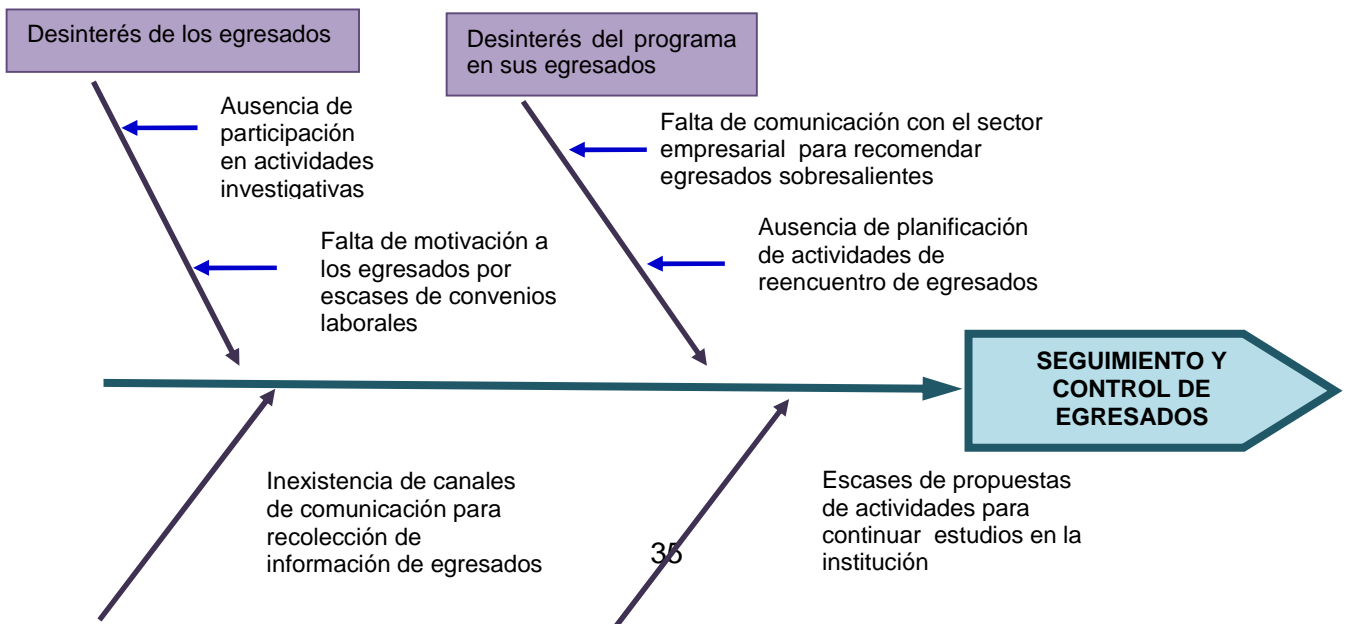 Desinterés de los egresados
Desinterés del programa
en sus egresados
Ausencia de
participación
en actividades
investigativas
Falta de comunicación con el sector
empresarial para recomendar
egresados sobresalientes
Falta de motivación a
los egresados por
escases de convenios
laborales
Ausencia de planificación
de actividades de
reencuentro de egresados
SEGUIMIENTO Y
CONTROL DE
EGRESADOS
Inexistencia de canales
de comunicación para
recolección de
información de egresados
Escases de propuestas
de actividades para
continuar estudios en la
institución
35